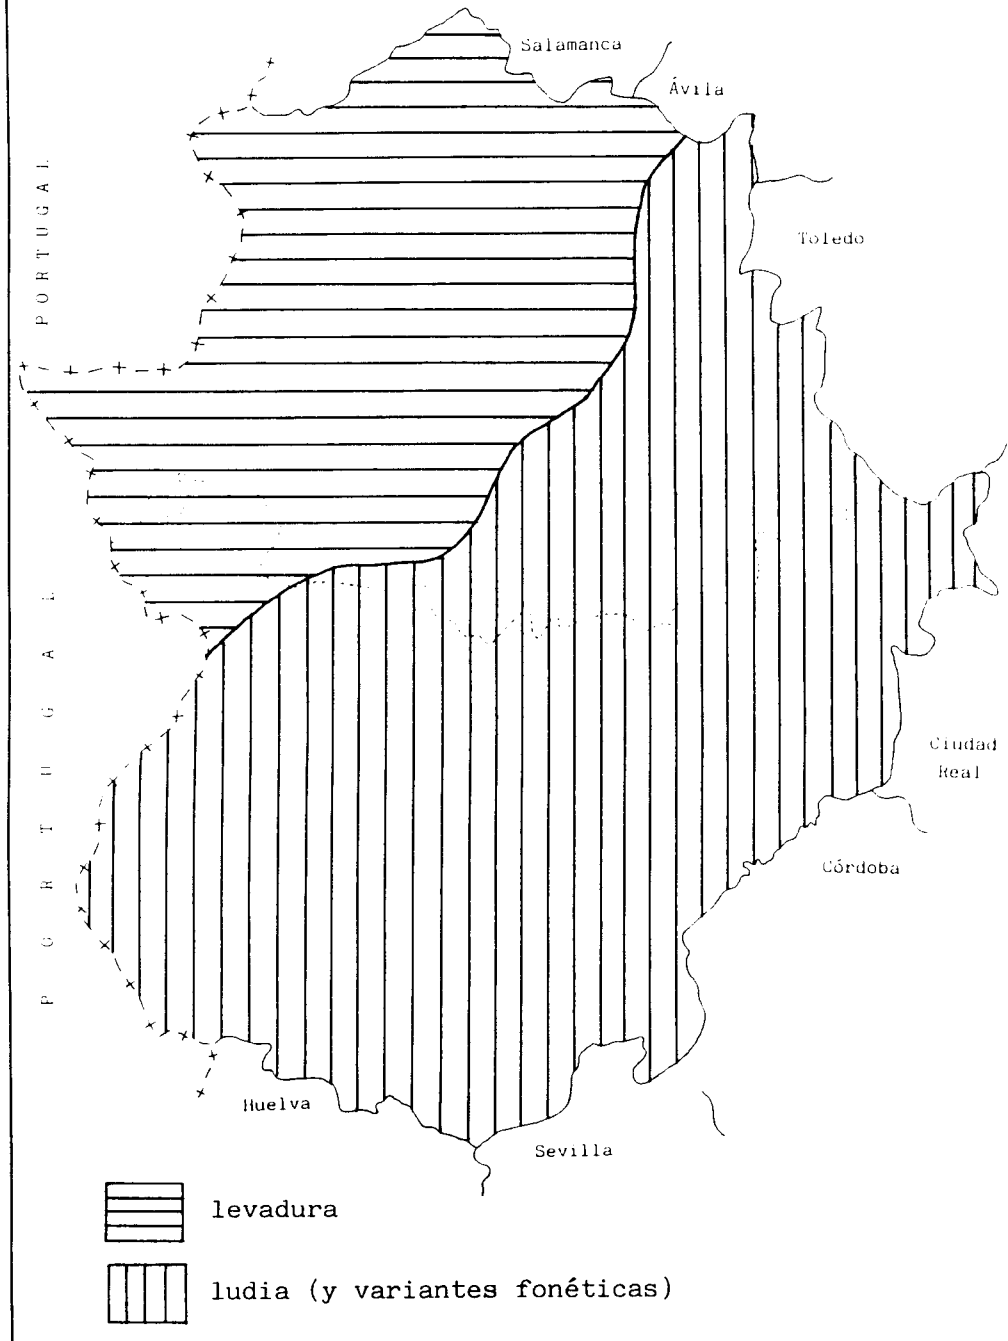 Salamanca
Ávila
PORTUGAL
Toledo
PORTUGAL
Ciudad
Real
Córdoba
Huelva
Sevilla
levadura
ludia (y variantes fonéticas)